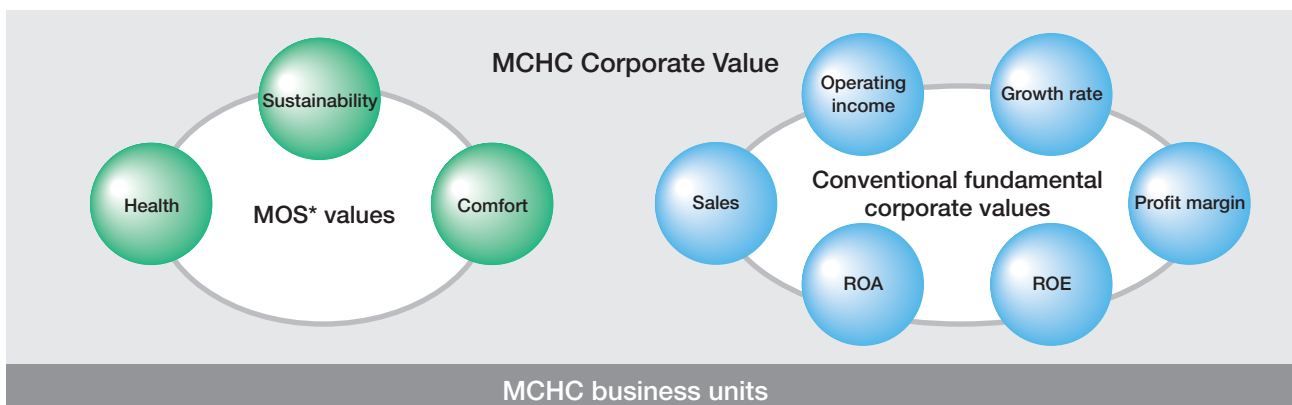 MCHC Corporate Value
Sustainability
Health
Comfort
MOS* values
Operating
income
Growth rate
Sales
Conventional fundamental
corporate values
Profit margin
ROA
ROE
MCHC business units